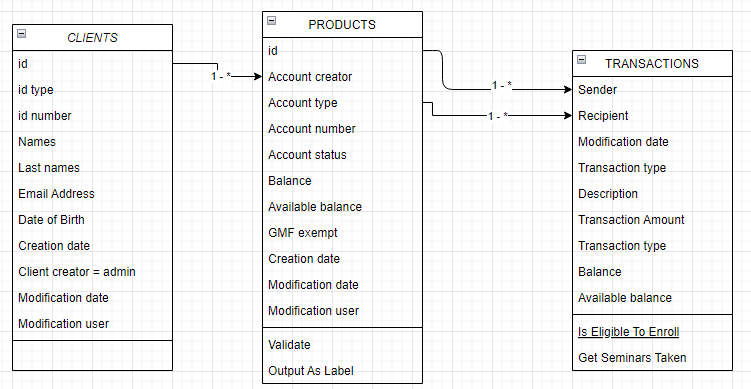 CLIENTS
id
id type
id number
Names
Last names
Email Address
Date of Birth
Creation date
Client creator = admin
Modification date
Modification user
1 - *
PRODUCTS
id
Account creator
Account type
Account number
Account status
Balance
Available balance
GMF exempt
Creation date
Modification date
Modification user
Validate
Output As Label
1 - *
1 - *
TRANSACTIONS
Sender
Recipient
Modification date
Transaction type
Description
Transaction Amount
Transaction type
Balance
Available balance
Is Eligible To Enroll
Get Seminars Taken